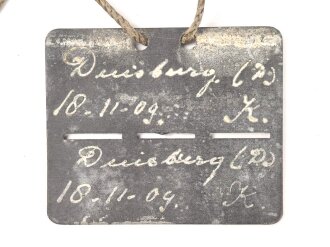 Duisburg. (D)
18-11-09. K.
Duisburg (D)
18-11-09. K.